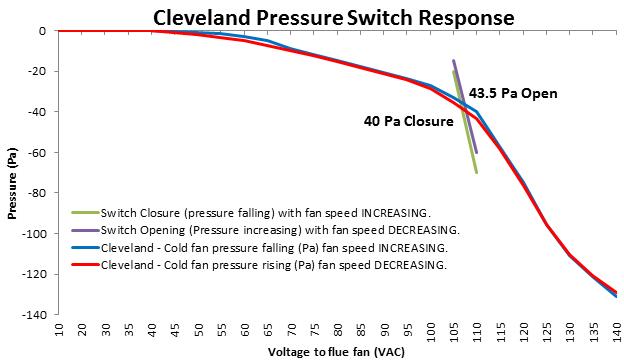 Cleveland Pressure Switch Response
0
-20
-40
-60
-80
-100
-120
-140
Pressure (Pa)
43.5 Pa Open
40 Pa Closure
Switch Closure (pressure falling) with fan speed INCREASING.
Switch Opening (Pressure increasing) with fan speed DECREASING.
Cleveland - Cold fan pressure falling (Pa) fan speed INCREASING.
Cleveland - Cold fan pressure rising (Pa) fan speed DECREASING.
10 15 20 25 30 35 40 45 50 55 60 65 70 75 80 85 90 95 100 105 110 115 120 125 130 135 140
Voltage to flue fan (VAC)